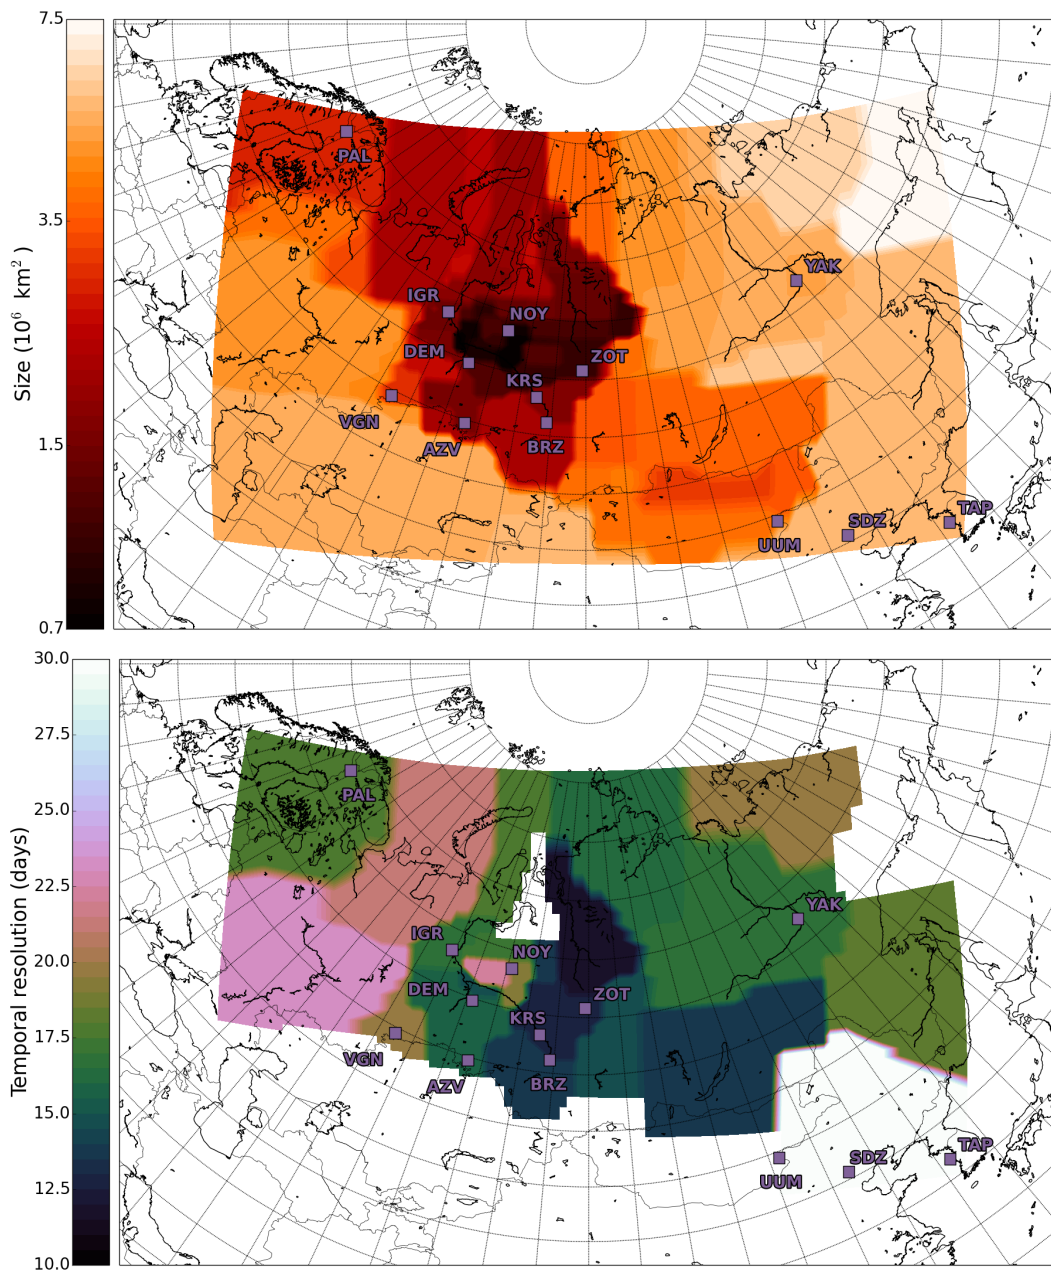 7.5
3.5
1.5
0.7
Size (10⁶ km²)
PAL
YAK
IGR
NOY
DEM
ZOT
KRS
VGN
AZV
BRZ
UUM
SDZ
TAP
30.0
27.5
25.0
22.5
20.0
17.5
15.0
12.5
10.0
Temporal resolution (days)
PAL
YAK
IGR
NOY
DEM
ZOT
KRS
VGN
AZV
BRZ
UUM
SDZ
TAP